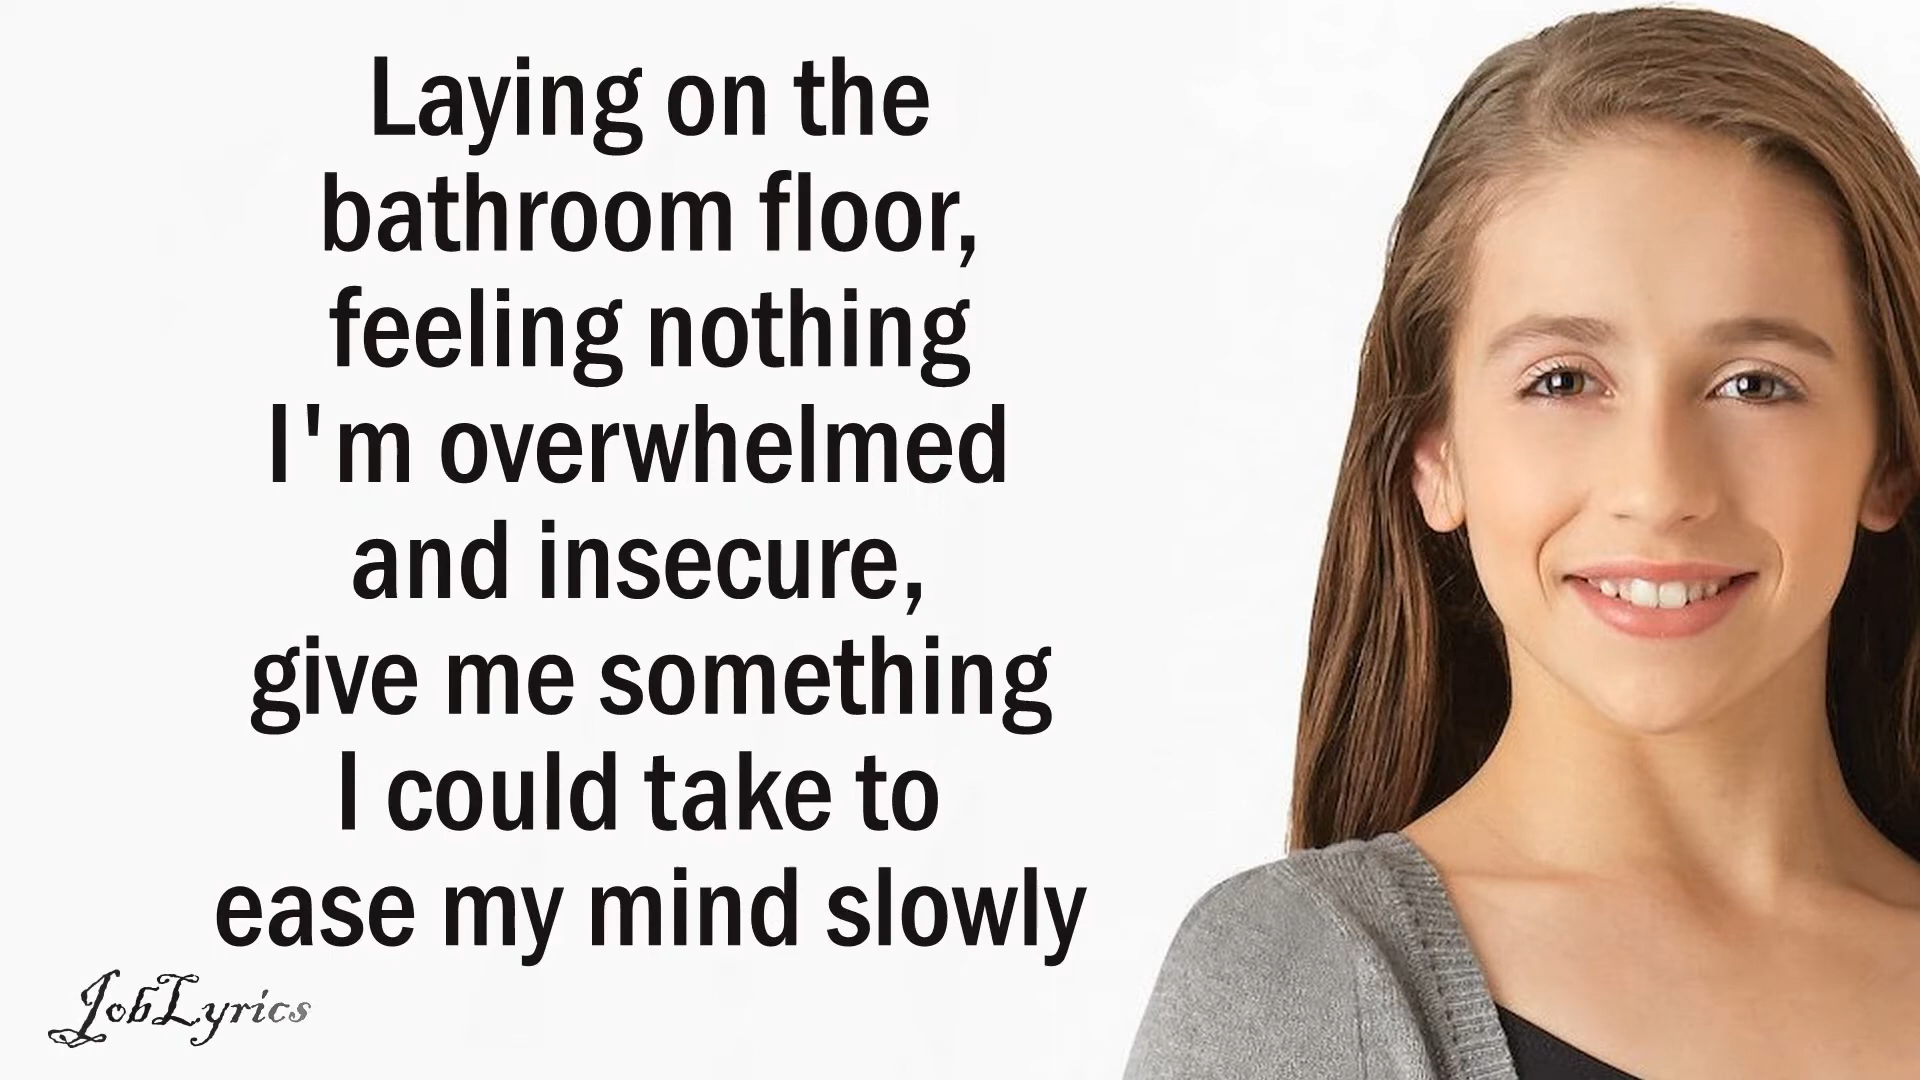 Laying on the
bathroom floor,
feeling nothing
I'm overwhelmed
and insecure,
give me something
I could take to
ease my mind slowly
JobLyrics